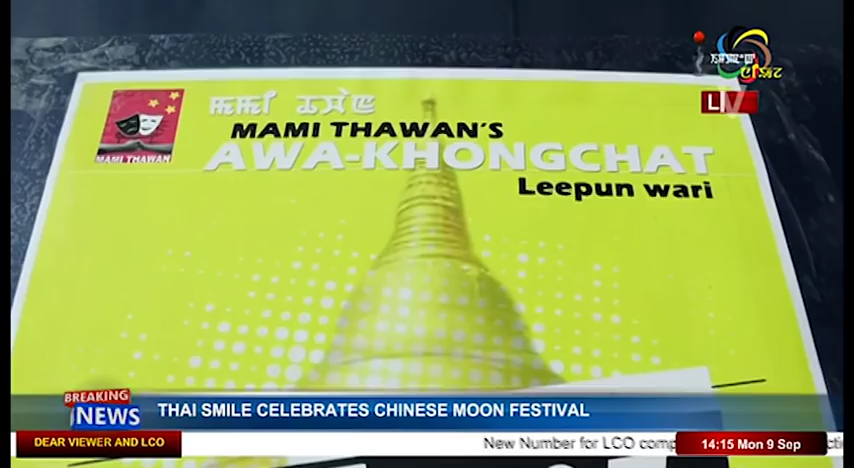 MAMI THAWAN'S
MAMI THAWAN
AWA-KHONGCHAT
Leepun wari
BREAKING
NEWS
THAI SMILE CELEBRATES CHINESE MOON FESTIVAL
DEAR VIEWER AND LCO
New Number for LCO
14:15 Mon 9 Sep